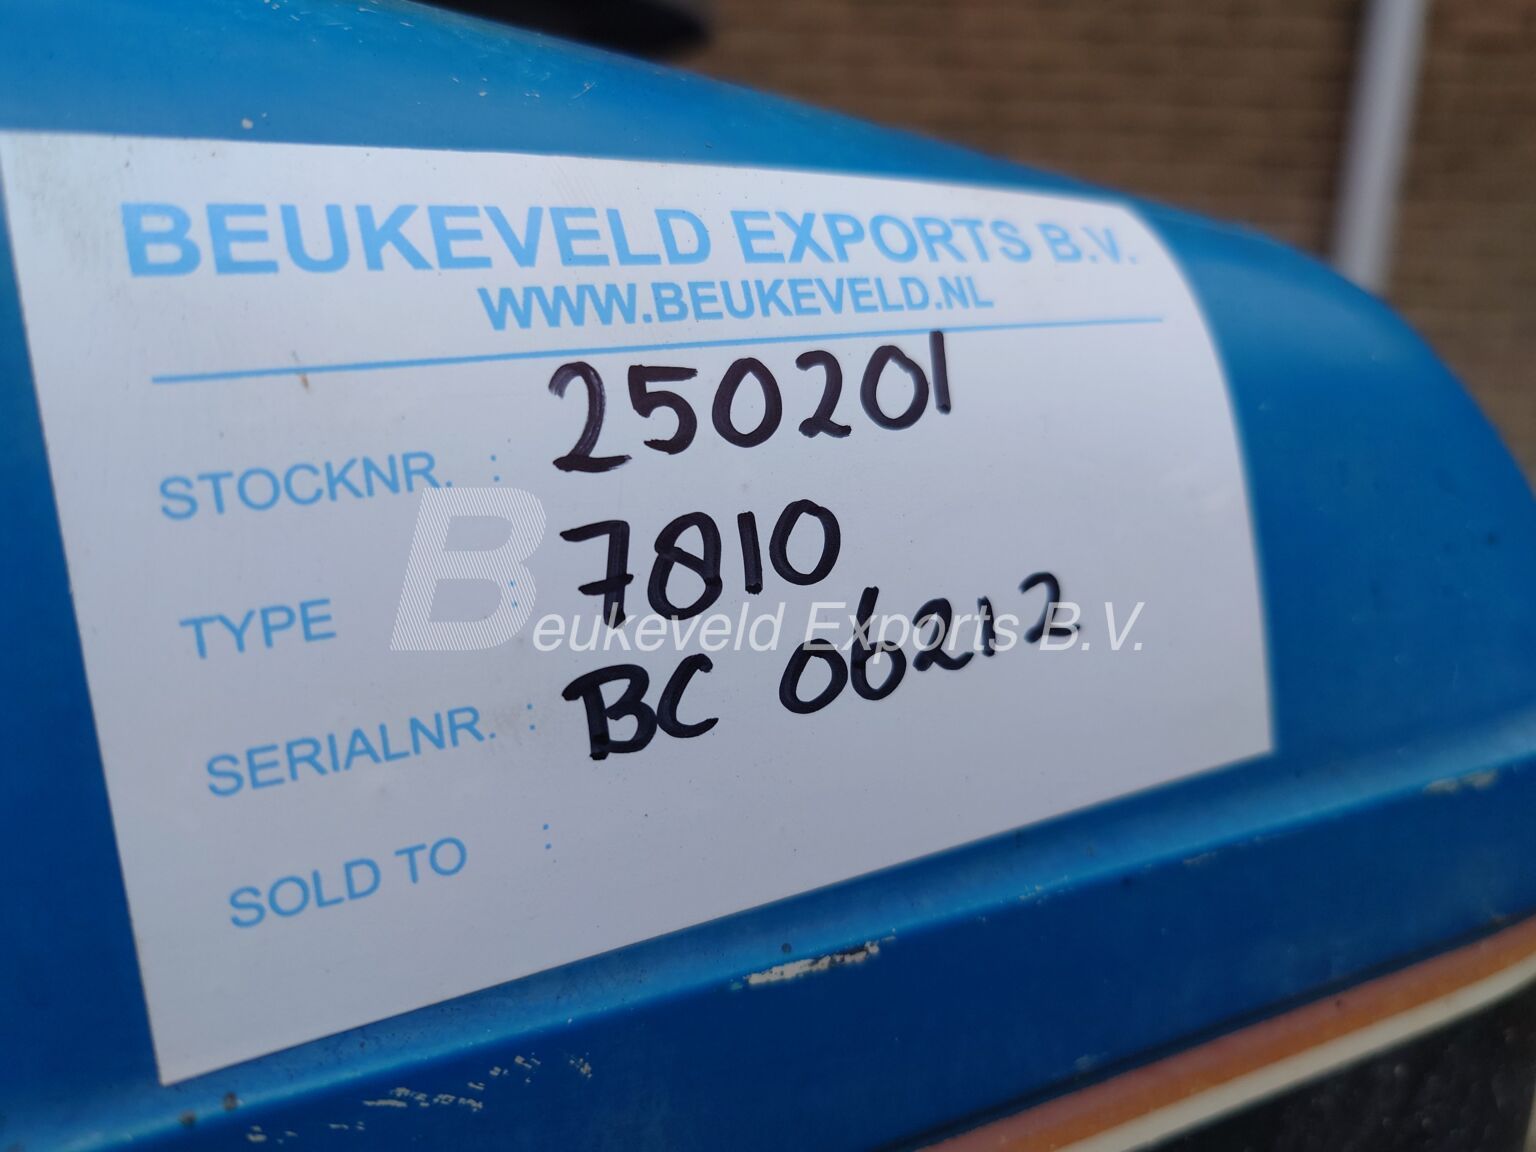 BEUKEVELD EXPORTS B.V.
WWW.BEUKEVELD.NL
STOCKNR. : 250201
TYPE : 7810
SERIALNR. : BC 06212
SOLD TO :
Beukeveld Exports B.V.